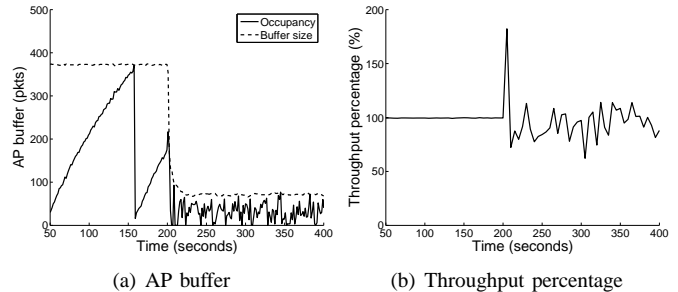 500
400
300
200
100
0
50 100 150 200 250 300 350 400
AP buffer (pkts)
Time (seconds)
Occupancy
Buffer size
(a) AP buffer
200
150
100
50
0
50 100 150 200 250 300 350 400
Throughput percentage (%)
Time (seconds)
(b) Throughput percentage